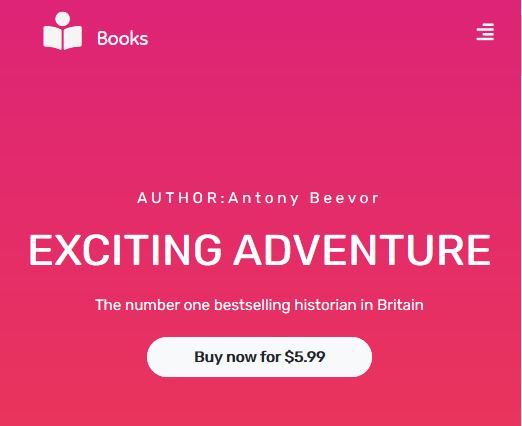 Books
AUTHOR:Antony Beevor
EXCITING ADVENTURE
The number one bestselling historian in Britain
Buy now for $5.99